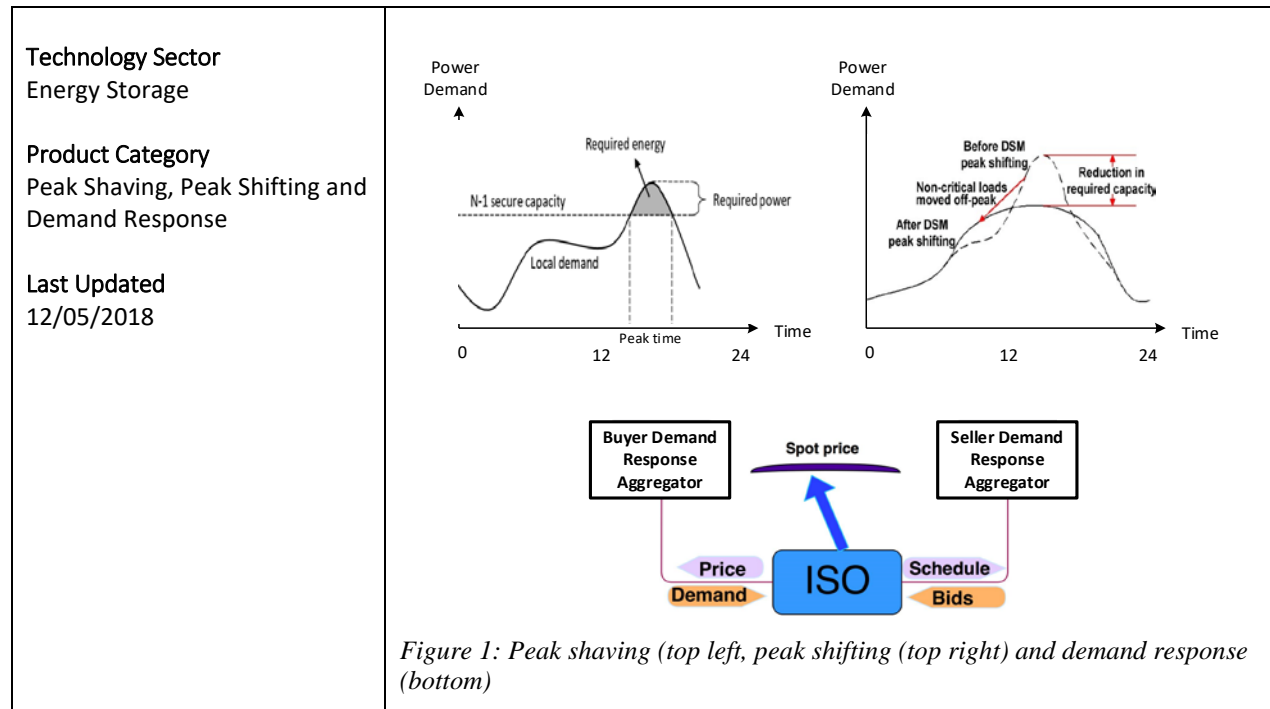 Technology Sector
Energy Storage
Product Category
Peak Shaving, Peak Shifting and
Demand Response
Last Updated
12/05/2018
Power
Demand
Required energy
N-1 secure capacity
Required power
Local demand
Peak time
Time
0
12
24
Power
Demand
Before DSM
peak shifting
Reduction in
required capacity
Non-critical loads
moved off-peak
After DSM
peak shifting
Time
0
12
24
Buyer Demand
Response
Aggregator
Spot price
Seller Demand
Response
Aggregator
Price
Demand
ISO
Schedule
Bids
Figure 1: Peak shaving (top left, peak shifting (top right) and demand response
(bottom)